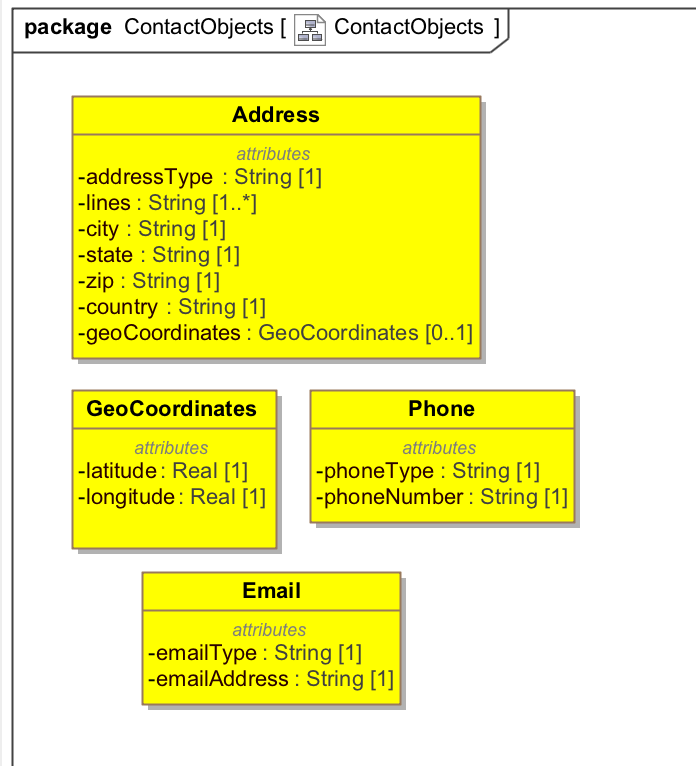 package ContactObjects [ ContactObjects ]
Address
attributes
-addressType : String [1]
-lines : String [1..*]
-city : String [1]
-state : String [1]
-zip : String [1]
-country : String [1]
-geoCoordinates : GeoCoordinates [0..1]
GeoCoordinates
attributes
-latitude : Real [1]
-longitude : Real [1]
Phone
attributes
-phoneType : String [1]
-phoneNumber : String [1]
Email
attributes
-emailType : String [1]
-emailAddress : String [1]